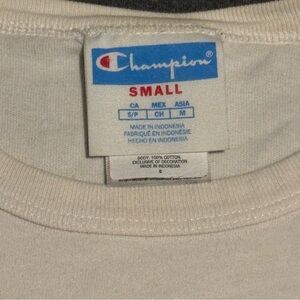 Champion®
SMALL
CA MEX ASIA
S/P CH M
MADE IN INDONESIA
FABRIQUÉ EN INDONÉSIE
HECHO EN INDONESIA
BODY: 100% COTTON
EXCLUSIVE OF DECORATION
MADE IN INDONESIA
S